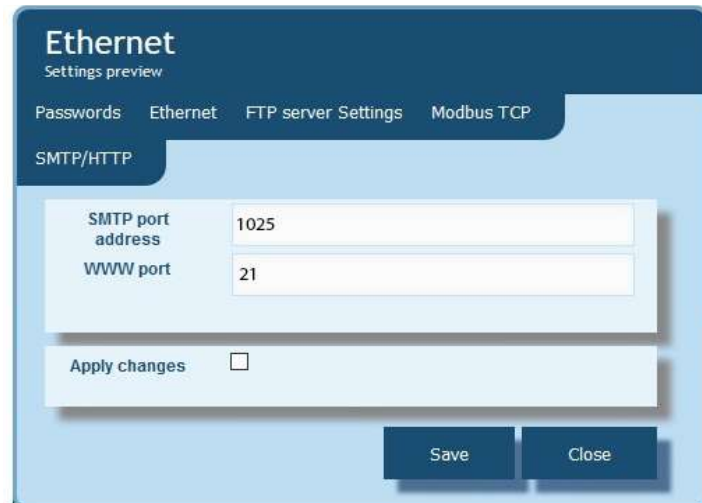 Ethernet
Settings preview
Passwords Ethernet FTP server Settings Modbus TCP
SMTP/HTTP
SMTP port
address
1025
WWW port
21
Apply changes
Save Close